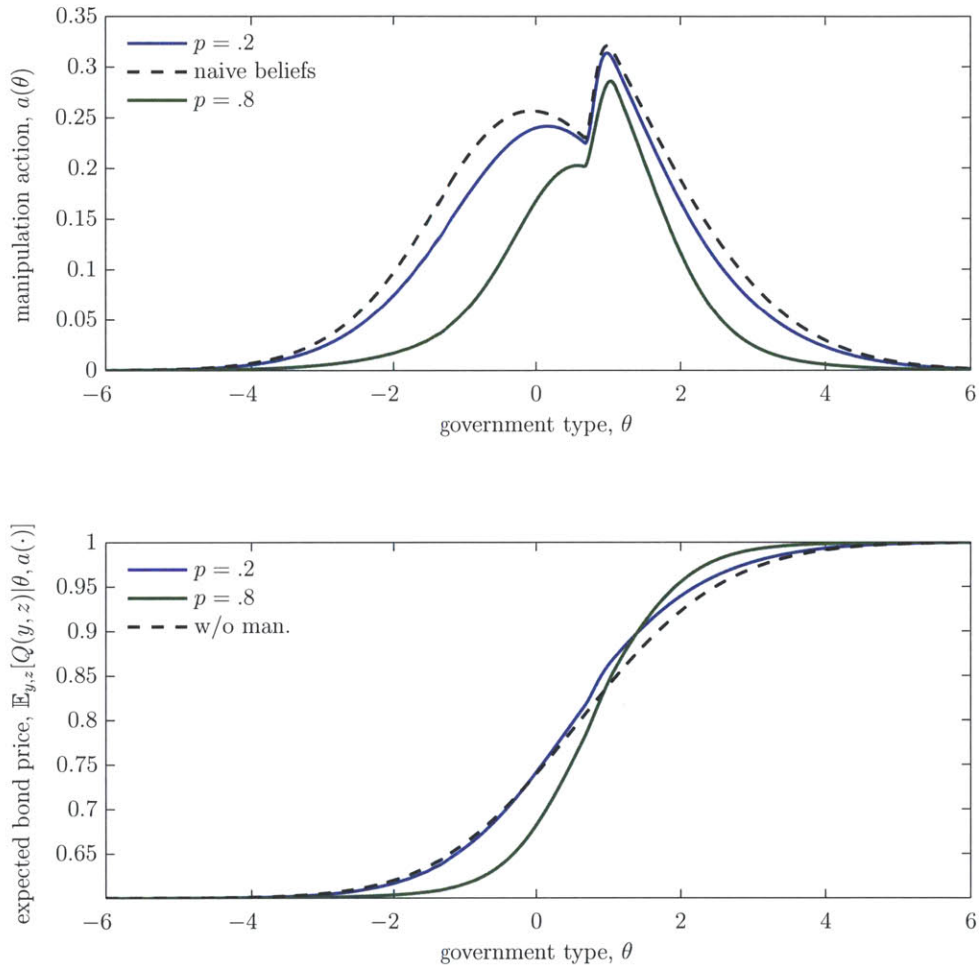 0.35
0.3
0.25
0.2
0.15
0.1
0.05
0
manipulation action, a(θ)
p = .2
naive beliefs
p = .8
−6 −4 −2 0 2 4 6
government type, θ
1
0.95
0.9
0.85
0.8
0.75
0.7
0.65
expected bond price, 𝔼y,z[Q(y, z)|θ, a(·)]
p = .2
p = .8
w/o man.
−6 −4 −2 0 2 4 6
government type, θ